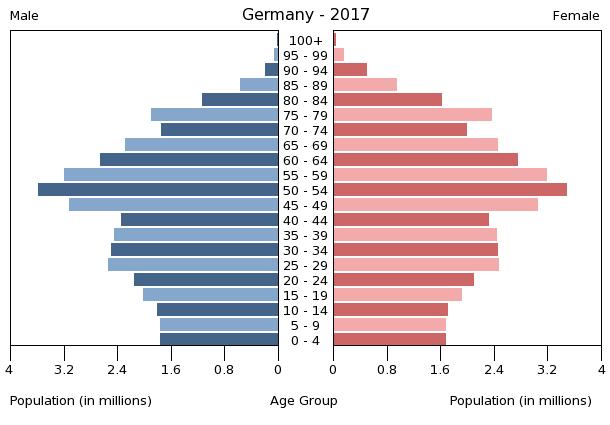 Male Germany - 2017 Female
100+
95 - 99
90 - 94
85 - 89
80 - 84
75 - 79
70 - 74
65 - 69
60 - 64
55 - 59
50 - 54
45 - 49
40 - 44
35 - 39
30 - 34
25 - 29
20 - 24
15 - 19
10 - 14
5 - 9
0 - 4
4 3.2 2.4 1.6 0.8 0 0 0.8 1.6 2.4 3.2 4
Population (in millions) Age Group Population (in millions)